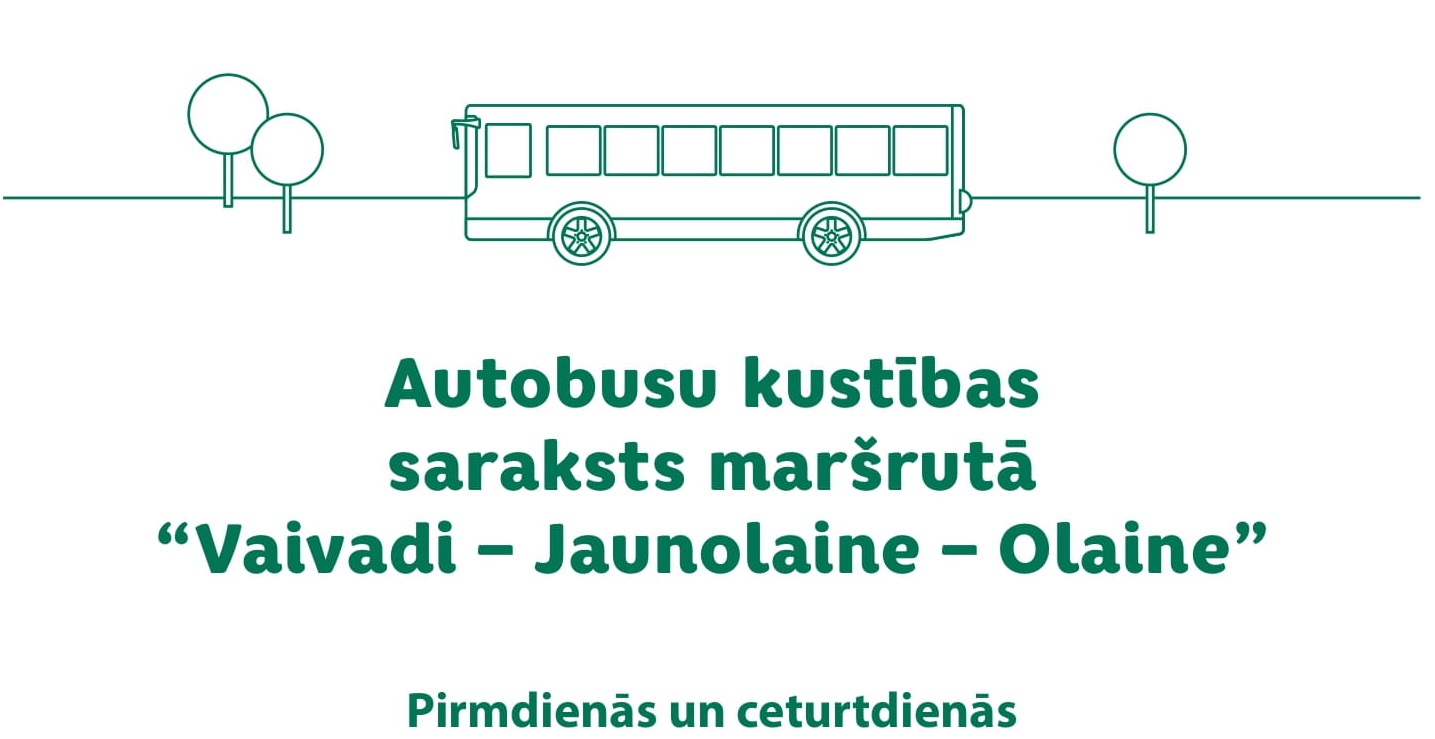 Autobusu kustības
saraksts maršrutā
“Vaivadi – Jaunolaine – Olaine”
Pirmdienās un ceturtdienās